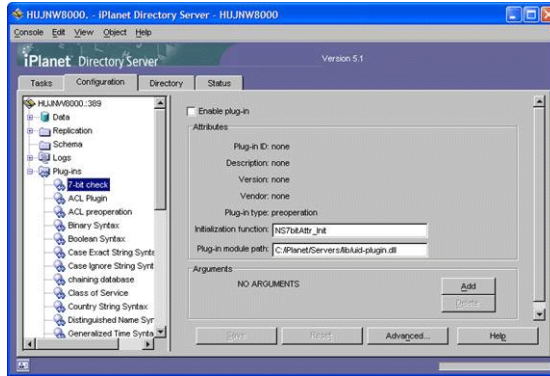 HUJNW8000. - iPlanet Directory Server - HUJNW8000
Console Edit View Object Help
iPlanet Directory Server
Version 5.1
Tasks Configuration Directory Status
HUJNW8000.:389
Data
Replication
Schema
Logs
Plug-ins
7-bit check
ACL Plugin
ACL preoperation
Binary Syntax
Boolean Syntax
Case Exact String Synta
Case Ignore String Synt
chaining database
Class of Service
Country String Syntax
Distinguished Name Syr
Generalized Time Synta
Enable plug-in
Attributes
Plug-in ID: none
Description: none
Version: none
Vendor: none
Plug-in type: preoperation
Initialization function: NS7bitAttr_Init
Plug-in module path: C:/iPlanet/Servers/lib/uid-plugin.dll
Arguments
NO ARGUMENTS
Add
Delete
Save Reset Advanced... Help